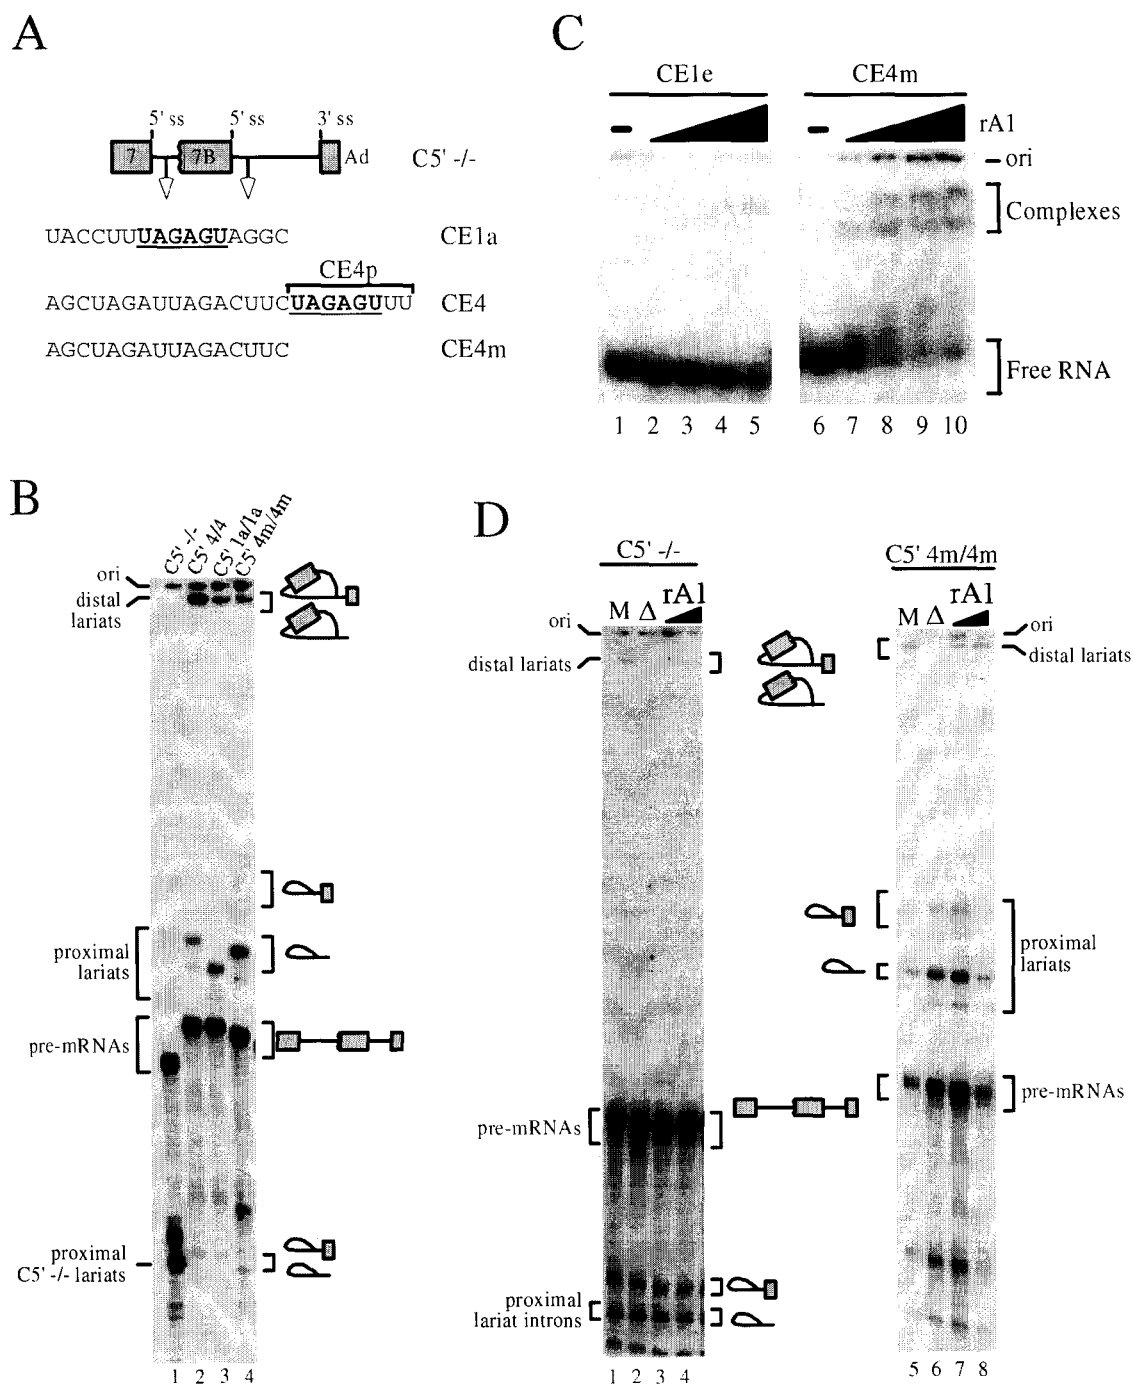 A
5' ss 5' ss 3' ss
7 7B Ad C5' -/-
UACCUUUAGAGUAGGC CE1a
CE4p
AGCUAGAUUAGACUUCUAGAGUUU CE4
AGCUAGAUUAGACUUC CE4m
C
CE1e CE4m
rA1
ori
Complexes
Free RNA
1 2 3 4 5 6 7 8 9 10
B
C5' -/- C5' 4/4 C5' 1a/1a C5' 4m/4m
ori
distal
lariats
proximal
lariats
pre-mRNAs
proximal
C5' -/- lariats
1 2 3 4
D
C5' -/- C5' 4m/4m
M Δ rA1 M Δ rA1
ori ori
distal lariats distal lariats
proximal
lariats
pre-mRNAs pre-mRNAs
proximal
lariat introns
1 2 3 4 5 6 7 8